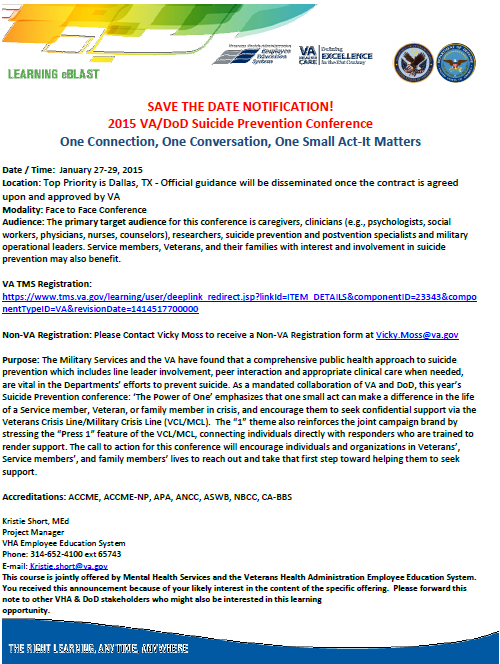 Veterans Health Administration
Employee
Education
System
VA
HEALTH
CARE
Defining
EXCELLENCE
in the 21st Century
LEARNING eBLAST
SAVE THE DATE NOTIFICATION!
2015 VA/DoD Suicide Prevention Conference
One Connection, One Conversation, One Small Act-It Matters
Date / Time: January 27-29, 2015
Location: Top Priority is Dallas, TX - Official guidance will be disseminated once the contract is agreed
upon and approved by VA
Modality: Face to Face Conference
Audience: The primary target audience for this conference is caregivers, clinicians (e.g., psychologists, social
workers, physicians, nurses, counselors), researchers, suicide prevention and postvention specialists and military
operational leaders. Service members, Veterans, and their families with interest and involvement in suicide
prevention may also benefit.
VA TMS Registration:
https://www.tms.va.gov/learning/user/deeplink_redirect.jsp?linkId=ITEM_DETAILS&componentID=23343&compo
nentTypeID=VA&revisionDate=1414517700000
Non-VA Registration: Please Contact Vicky Moss to receive a Non-VA Registration form at Vicky.Moss@va.gov
Purpose: The Military Services and the VA have found that a comprehensive public health approach to suicide
prevention which includes line leader involvement, peer interaction and appropriate clinical care when needed,
are vital in the Departments' efforts to prevent suicide. As a mandated collaboration of VA and DoD, this year's
Suicide Prevention conference: 'The Power of One' emphasizes that one small act can make a difference in the life
of a Service member, Veteran, or family member in crisis, and encourage them to seek confidential support via the
Veterans Crisis Line/Military Crisis Line (VCL/MCL). The "1" theme also reinforces the joint campaign brand by
stressing the "Press 1" feature of the VCL/MCL, connecting individuals directly with responders who are trained to
render support. The call to action for this conference will encourage individuals and organizations in Veterans',
Service members', and family members' lives to reach out and take that first step toward helping them to seek
support.
Accreditations: ACCME, ACCME-NP, APA, ANCC, ASWB, NBCC, CA-BBS
Kristie Short, MEd
Project Manager
VHA Employee Education System
Phone: 314-652-4100 ext 65743
E-mail: Kristie.short@va.gov
This course is jointly offered by Mental Health Services and the Veterans Health Administration Employee Education System.
You received this announcement because of your likely interest in the content of the specific offering. Please forward this
note to other VHA & DoD stakeholders who might also be interested in this learning
opportunity.
THE RIGHT LEARNING, ANYTIME, ANYWHERE